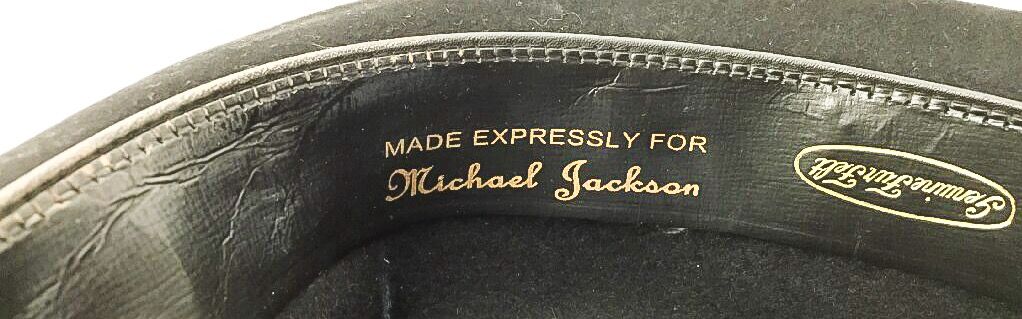 MADE EXPRESSLY FOR
Michael Jackson
Genuine Fur Felt